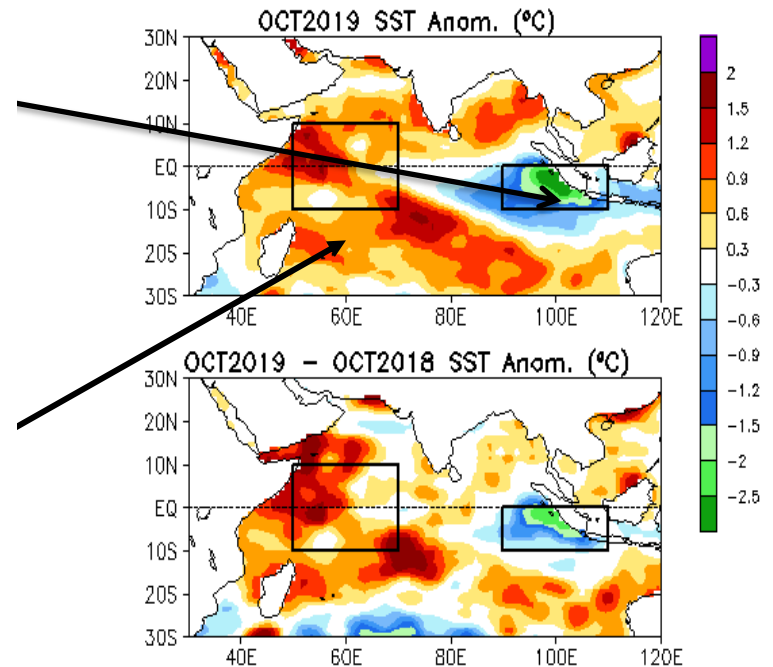 OCT2019 SST Anom. (ºC)
30N
20N
10N
EQ
10S
20S
30S
40E 60E 80E 100E 120E
2
1.5
1.2
0.9
0.6
0.3
-0.3
-0.6
-0.9
-1.2
-1.5
-2
-2.5
OCT2019 - OCT2018 SST Anom. (ºC)
30N
20N
10N
EQ
10S
20S
30S
40E 60E 80E 100E 120E